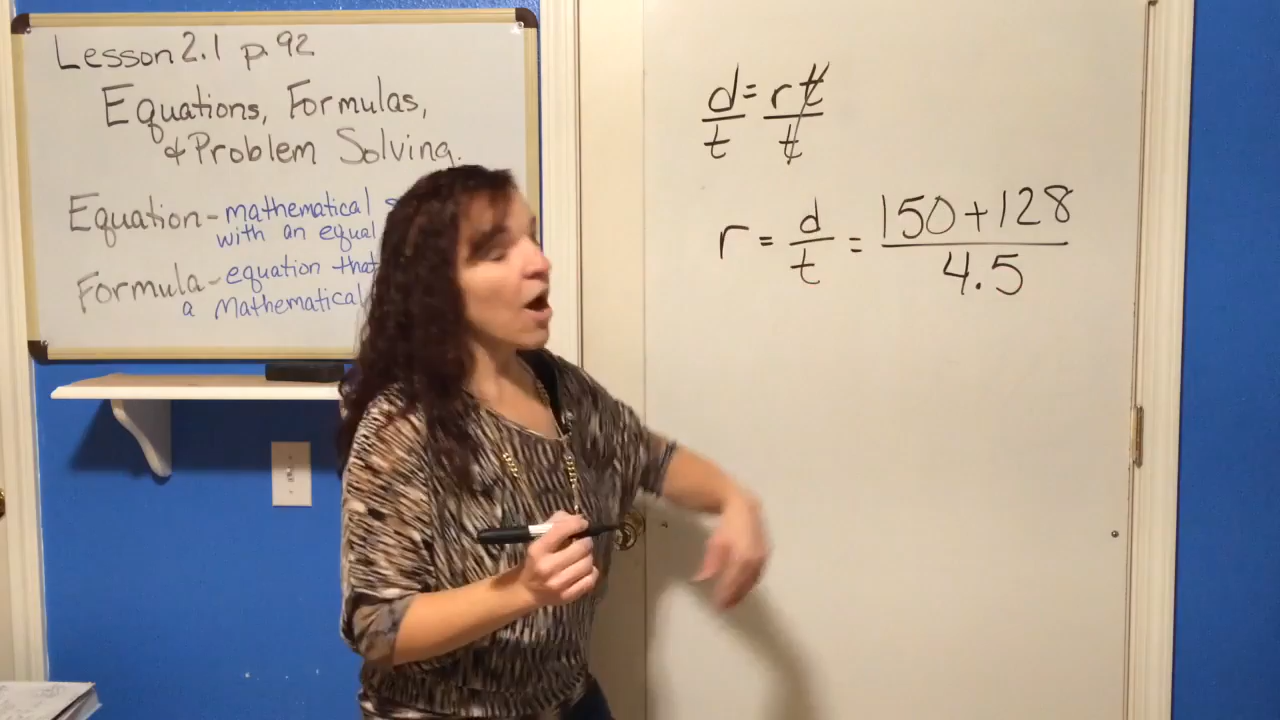 Lesson 2.1 p. 92
Equations, Formulas,
& Problem Solving.
Equation - mathematical
with an equal
Formula - equation that
a mathematical
d/t = rt/t
r = d/t = 150+128/4.5